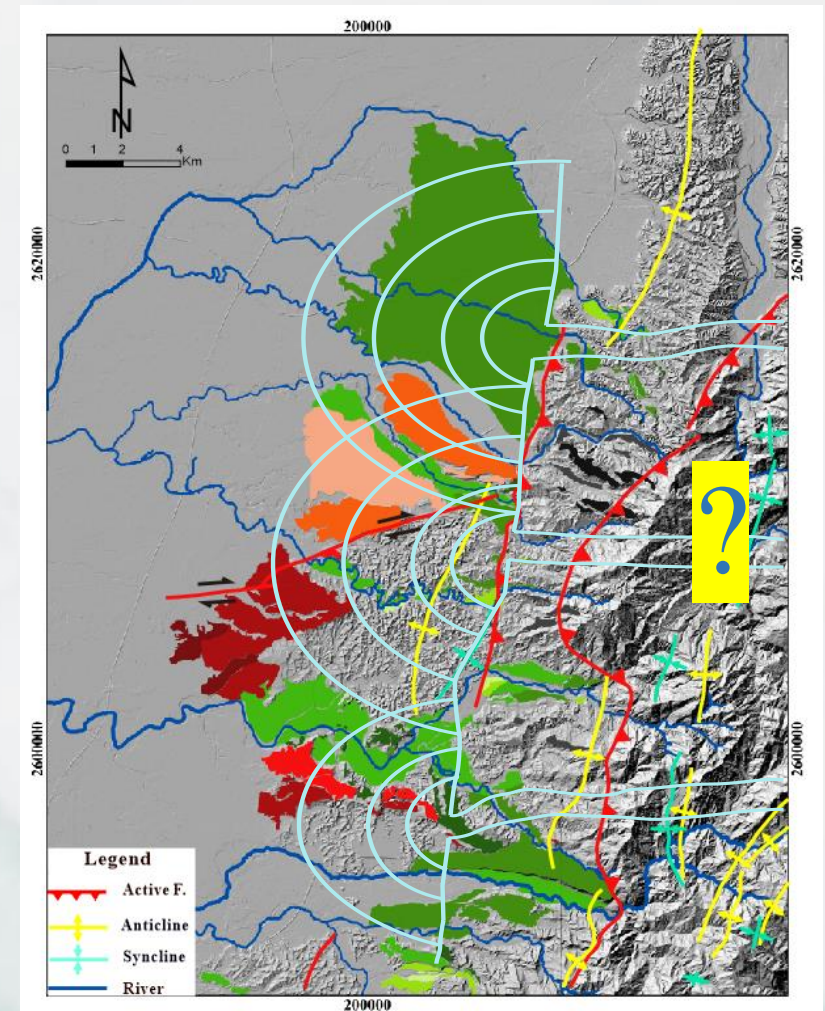 200000
N
0 1 2 4
Km
2620000
2620000
?
2600000
2600000
Legend
Active F.
Anticline
Syncline
River
200000